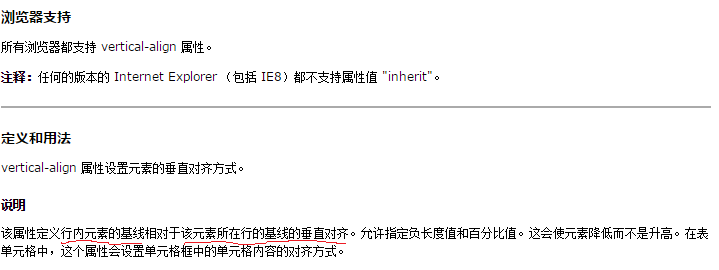 浏览器支持
所有浏览器都支持 vertical-align 属性。
注释：任何的版本的 Internet Explorer （包括 IE8）都不支持属性值 "inherit"。
定义和用法
vertical-align 属性设置元素的垂直对齐方式。
说明
该属性定义行内元素的基线相对于该元素所在行的基线的垂直对齐。允许指定负长度值和百分比值。这会使元素降低而不是升高。在表
单元格中，这个属性会设置单元格框中的单元格内容的对齐方式。